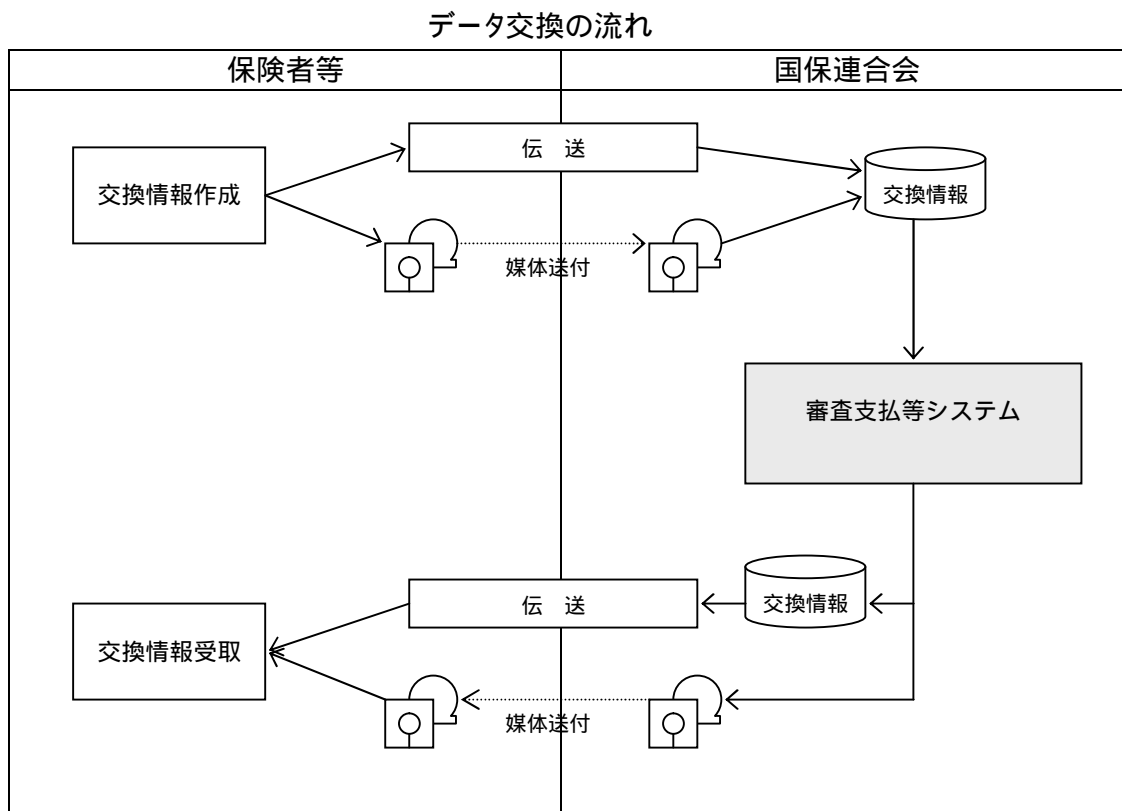 データ交換の流れ
保険者等
国保連合会
伝　送
交換情報作成
交換情報
媒体送付
審査支払等システム
伝　送
交換情報
交換情報受取
媒体送付